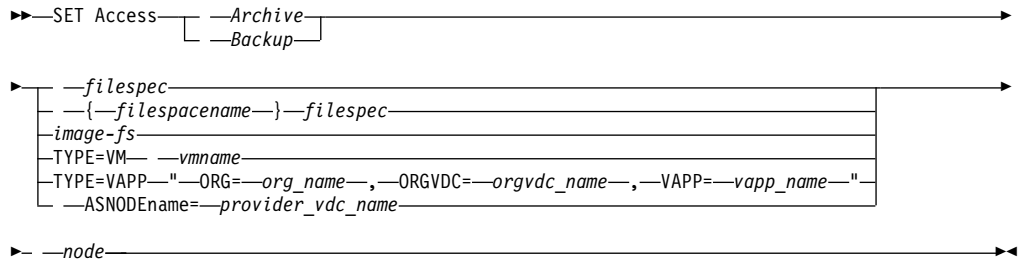 SET Access Archive
Backup
filespec
{ filespacename } filespec
image-fs
TYPE=VM vmname
TYPE=VAPP " ORG= org_name , ORGVDC= orgvdc_name , VAPP= vapp_name "
ASNODEname= provider_vdc_name
node